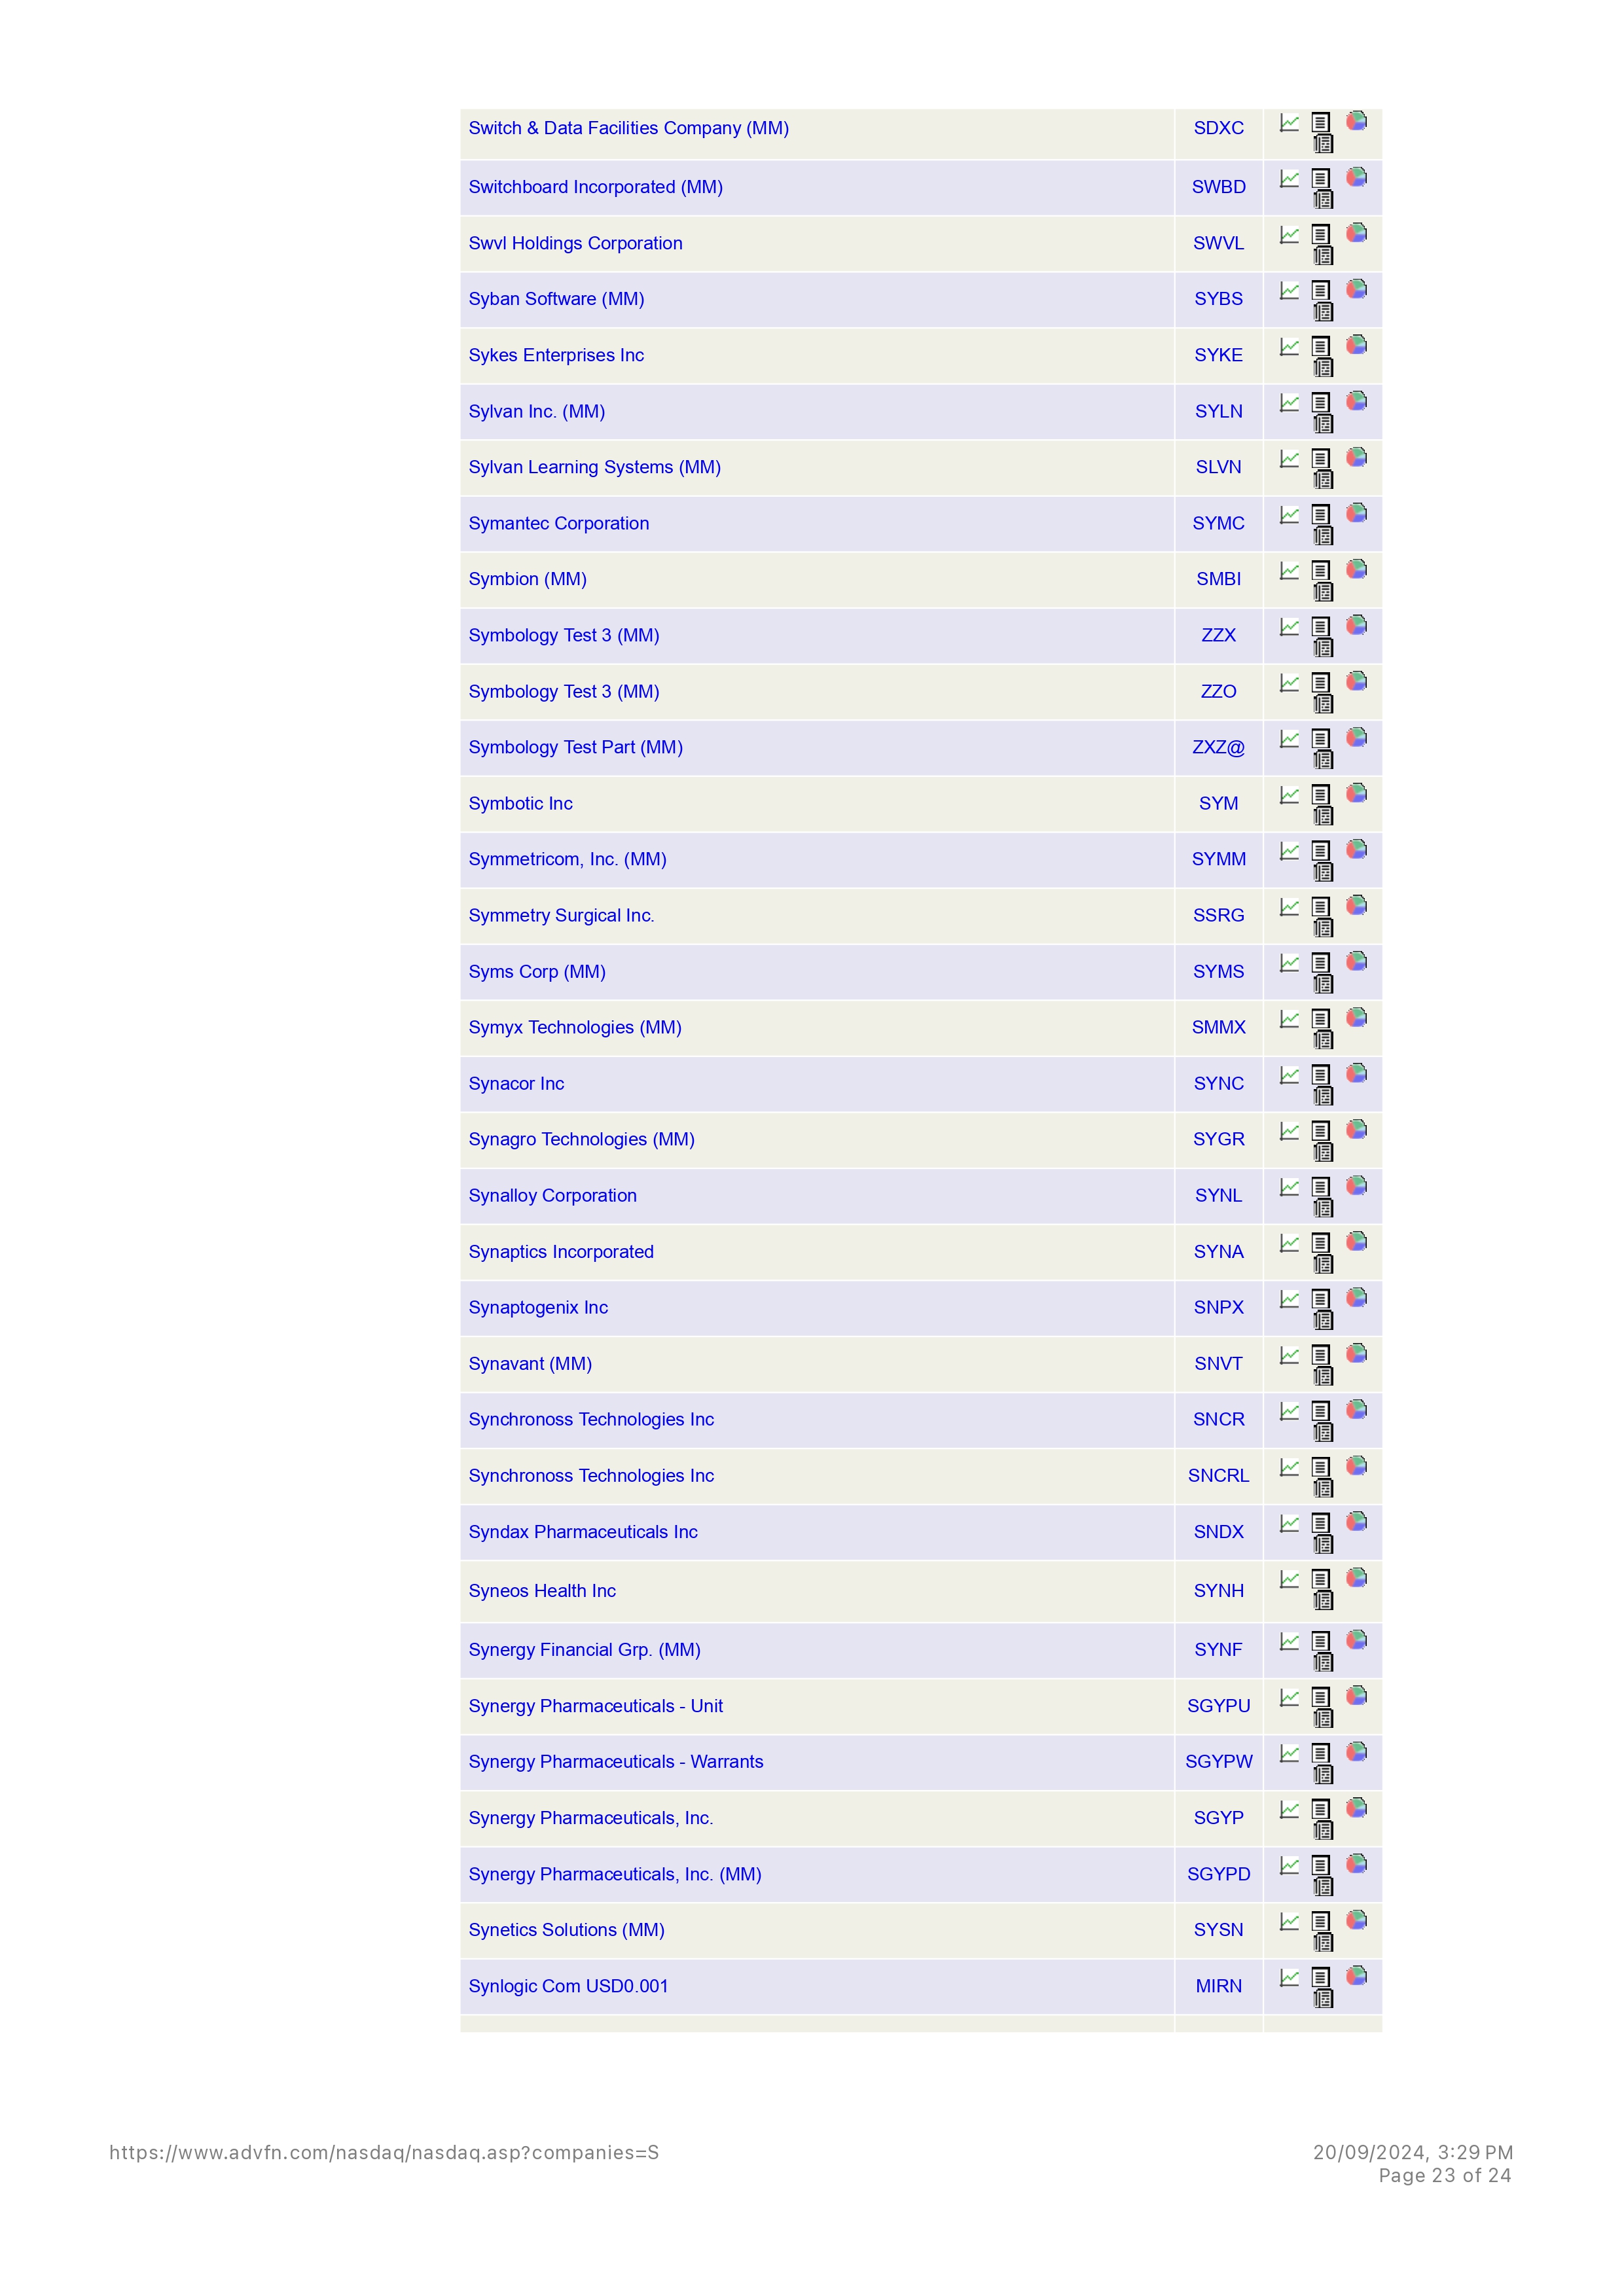 Switch & Data Facilities Company (MM) SDXC
Switchboard Incorporated (MM) SWBD
Swvl Holdings Corporation SWVL
Syban Software (MM) SYBS
Sykes Enterprises Inc SYKE
Sylvan Inc. (MM) SYLN
Sylvan Learning Systems (MM) SLVN
Symantec Corporation SYMC
Symbion (MM) SMBI
Symbology Test 3 (MM) ZZX
Symbology Test 3 (MM) ZZO
Symbology Test Part (MM) ZXZ@
Symbotic Inc SYM
Symmetricom, Inc. (MM) SYMM
Symmetry Surgical Inc. SSRG
Syms Corp (MM) SYMS
Symyx Technologies (MM) SMMX
Synacor Inc SYNC
Synagro Technologies (MM) SYGR
Synalloy Corporation SYNL
Synaptics Incorporated SYNA
Synaptogenix Inc SNPX
Synavant (MM) SNVT
Synchronoss Technologies Inc SNCR
Synchronoss Technologies Inc SNCRL
Syndax Pharmaceuticals Inc SNDX
Syneos Health Inc SYNH
Synergy Financial Grp. (MM) SYNF
Synergy Pharmaceuticals - Unit SGYPU
Synergy Pharmaceuticals - Warrants SGYPW
Synergy Pharmaceuticals, Inc. SGYP
Synergy Pharmaceuticals, Inc. (MM) SGYPD
Synetics Solutions (MM) SYSN
Synlogic Com USD0.001 MIRN
https://www.advfn.com/nasdaq/nasdaq.asp?companies=S 20/09/2024, 3:29 PM
Page 23 of 24